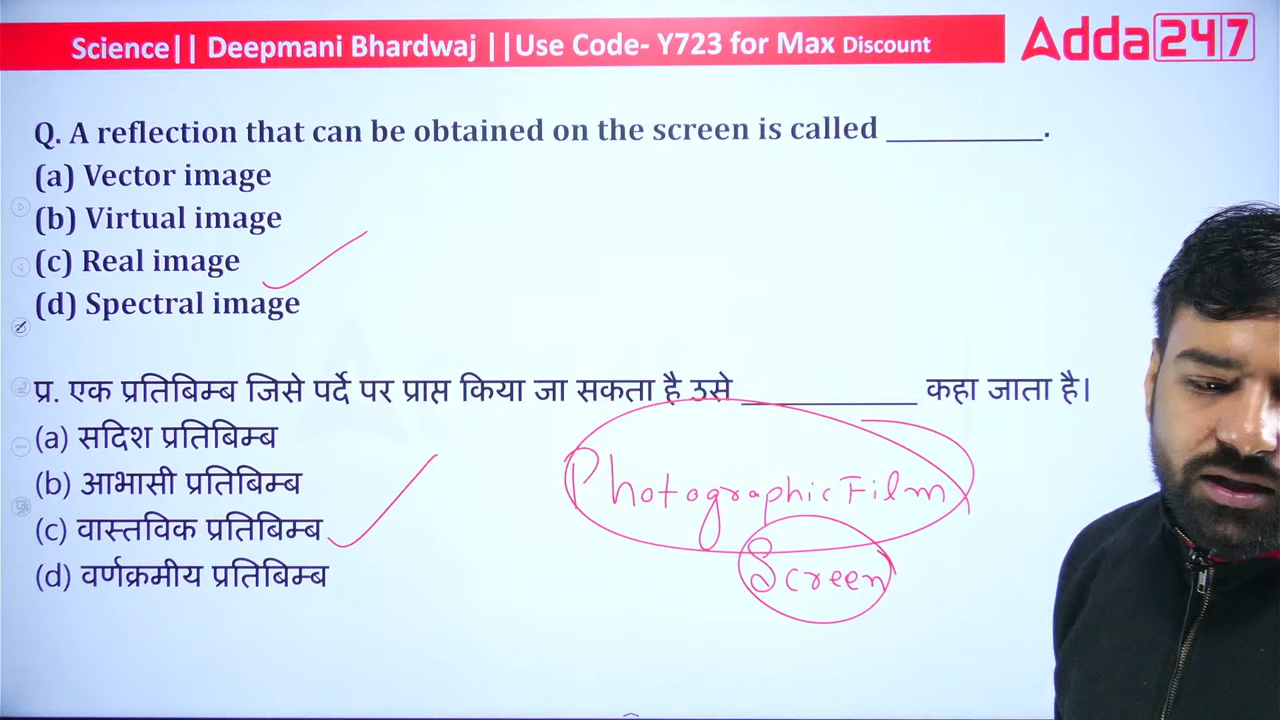 Science|| Deepmani Bhardwaj ||Use Code- Y723 for Max Discount
Adda247
Q. A reflection that can be obtained on the screen is called __________.
(a) Vector image
(b) Virtual image
(c) Real image
(d) Spectral image
प्र. एक प्रतिबिम्ब जिसे पर्दे पर प्राप्त किया जा सकता है उसे __________ कहा जाता है।
(a) सदिश प्रतिबिम्ब
(b) आभासी प्रतिबिम्ब
(c) वास्तविक प्रतिबिम्ब
(d) वर्णक्रमीय प्रतिबिम्ब
Photographic Film
Screen